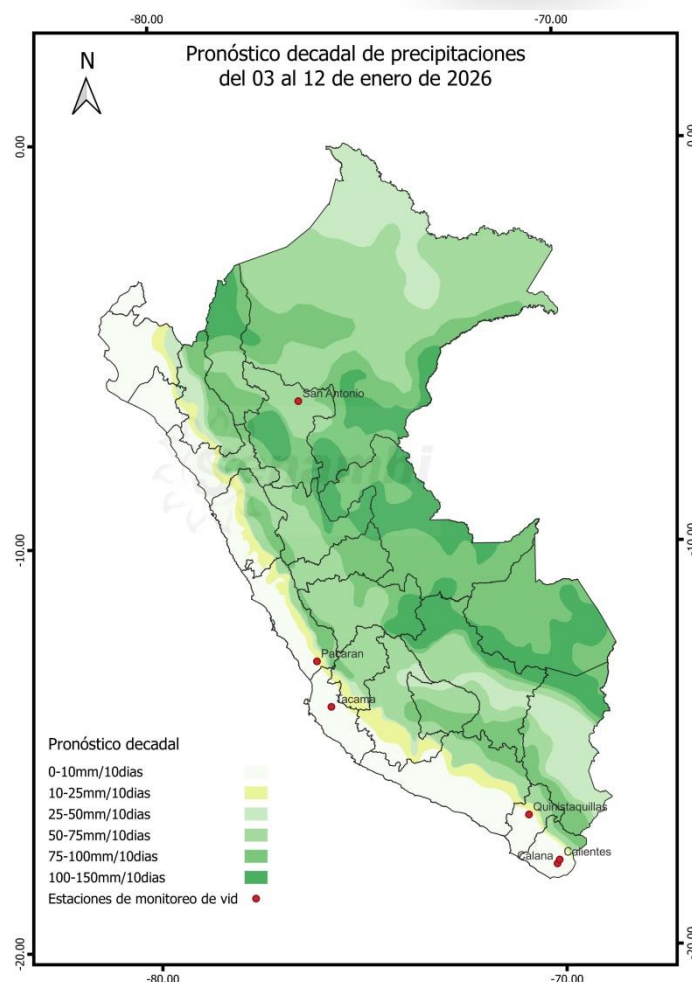 -80.00
-70.00
Pronóstico decadal de precipitaciones
del 03 al 12 de enero de 2026
N
0.00
0.00
San Antonio
-10.00
-10.00
Pacaran
Tacama
Pronóstico decadal
0-10mm/10dias
10-25mm/10dias
25-50mm/10dias
50-75mm/10dias
75-100mm/10dias
100-150mm/10dias
Estaciones de monitoreo de vid
Quinistaquillas
Calana
Calientes
-20.00
-20.00
-80.00
-70.00